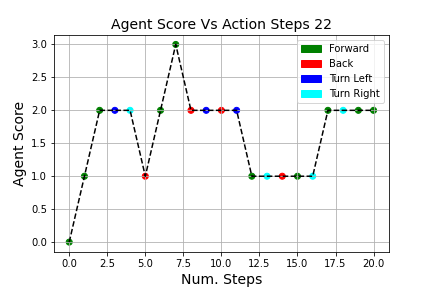 Agent Score Vs Action Steps 22
Agent Score
3.0
2.5
2.0
1.5
1.0
0.5
0.0
Forward
Back
Turn Left
Turn Right
0.0 2.5 5.0 7.5 10.0 12.5 15.0 17.5 20.0
Num. Steps